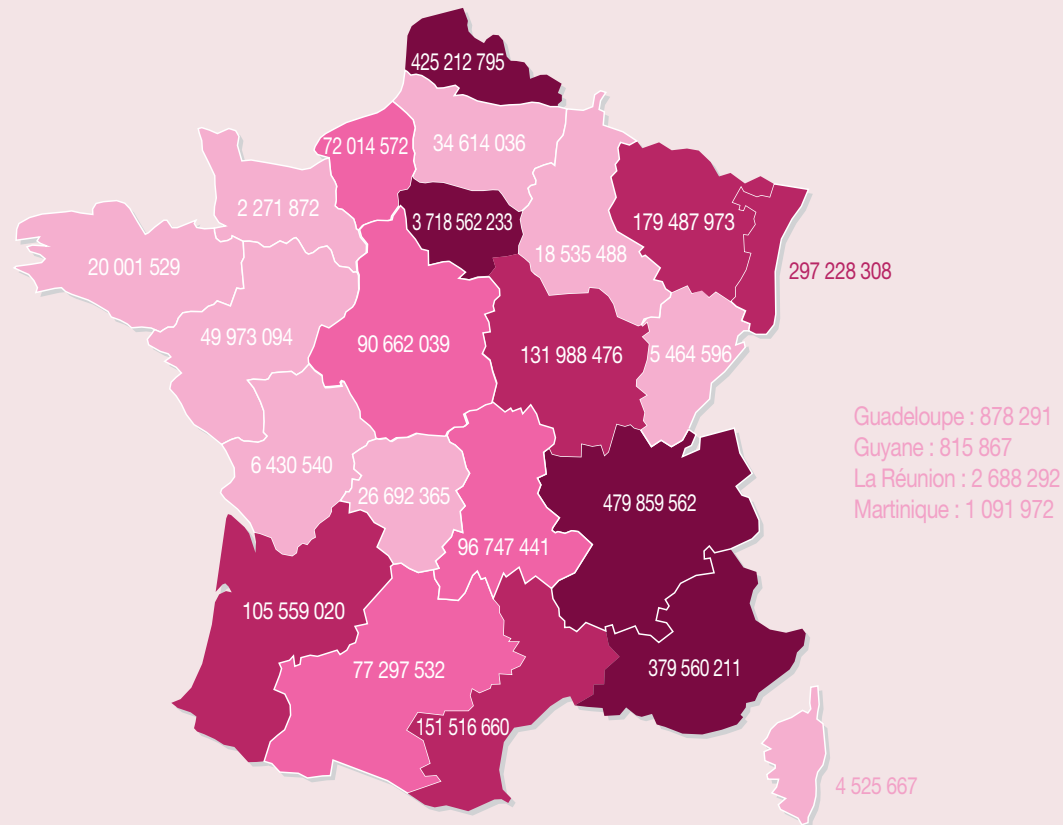 425 212 795
72 014 572
34 614 036
2 271 872
3 718 562 233
179 487 973
18 535 488
20 001 529
297 228 308
49 973 094
90 662 039
131 988 476
5 464 596
Guadeloupe : 878 291
Guyane : 815 867
La Réunion : 2 688 292
Martinique : 1 091 972
6 430 540
26 692 365
479 859 562
96 747 441
105 559 020
77 297 532
379 560 211
151 516 660
4 525 667